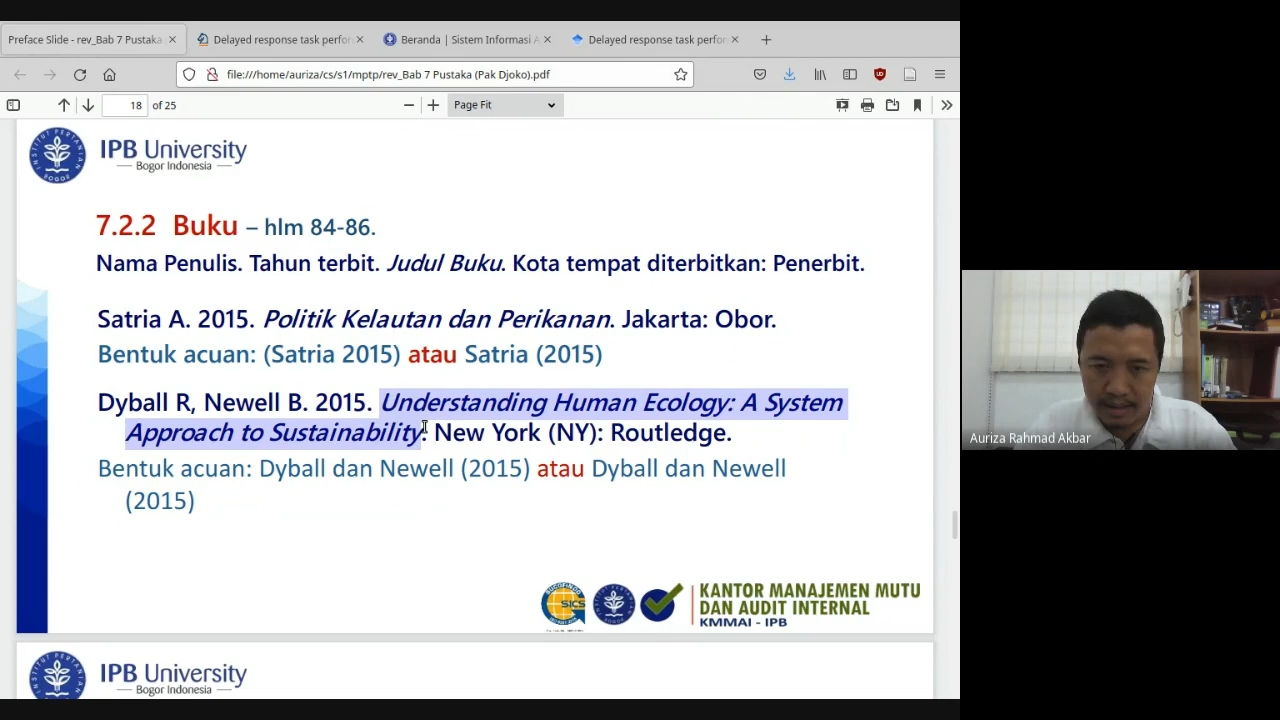 Preface Slide - rev_Bab 7 Pustaka
Delayed response task perfor
Beranda | Sistem Informasi A
Delayed response task perfor
file:///home/auriza/cs/s1/mptp/rev_Bab 7 Pustaka (Pak Djoko).pdf
18 of 25
Page Fit
IPB University
Bogor Indonesia
7.2.2 Buku – hlm 84-86.
Nama Penulis. Tahun terbit. Judul Buku. Kota tempat diterbitkan: Penerbit.
Satria A. 2015. Politik Kelautan dan Perikanan. Jakarta: Obor.
Bentuk acuan: (Satria 2015) atau Satria (2015)
Dyball R, Newell B. 2015. Understanding Human Ecology: A System
Approach to Sustainability. New York (NY): Routledge.
Bentuk acuan: Dyball dan Newell (2015) atau Dyball dan Newell
(2015)
SICS
KANTOR MANAJEMEN MUTU
DAN AUDIT INTERNAL
KMMAI - IPB
IPB University
Bogor Indonesia
Auriza Rahmad Akbar